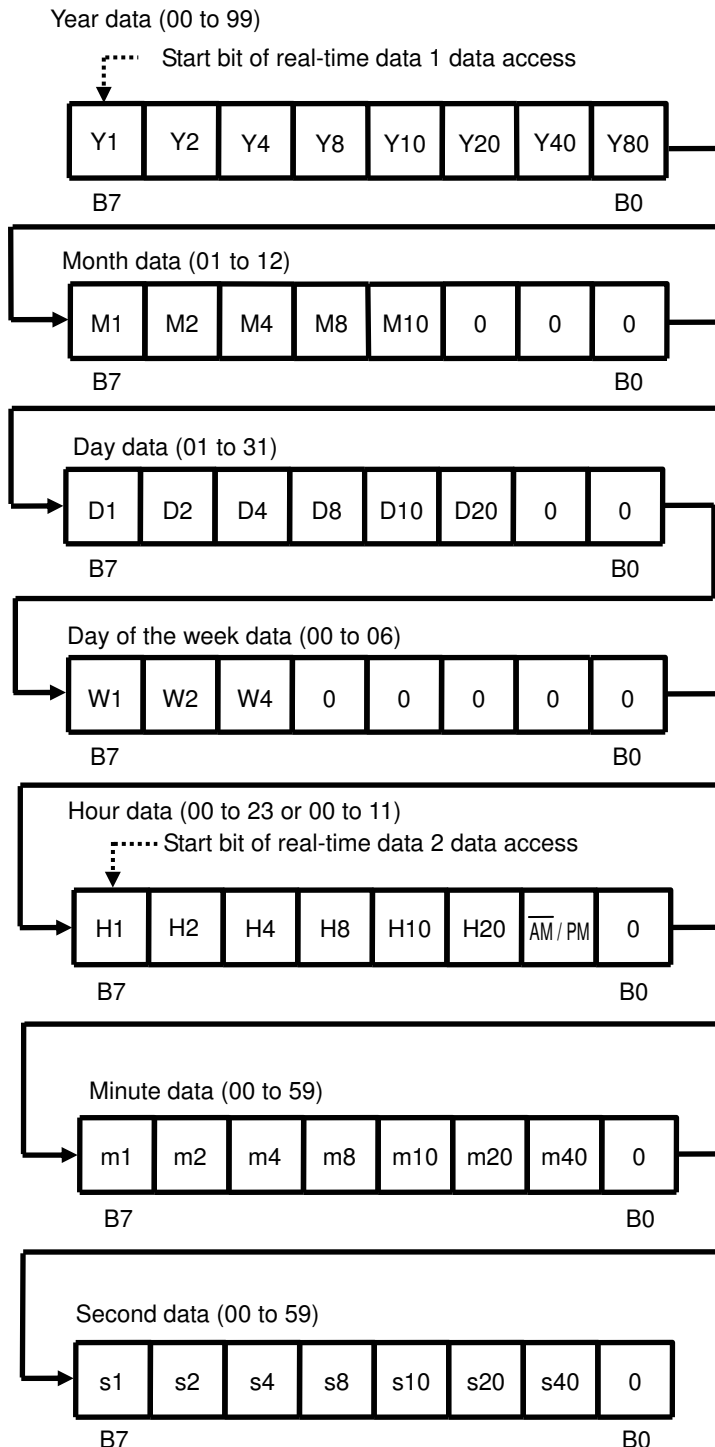 Year data (00 to 99)
Start bit of real-time data 1 data access
Y1 Y2 Y4 Y8 Y10 Y20 Y40 Y80
B7 B0
Month data (01 to 12)
M1 M2 M4 M8 M10 0 0 0
B7 B0
Day data (01 to 31)
D1 D2 D4 D8 D10 D20 0 0
B7 B0
Day of the week data (00 to 06)
W1 W2 W4 0 0 0 0 0
B7 B0
Hour data (00 to 23 or 00 to 11)
Start bit of real-time data 2 data access
H1 H2 H4 H8 H10 H20 A̅M̅ / PM 0
B7 B0
Minute data (00 to 59)
m1 m2 m4 m8 m10 m20 m40 0
B7 B0
Second data (00 to 59)
s1 s2 s4 s8 s10 s20 s40 0
B7 B0